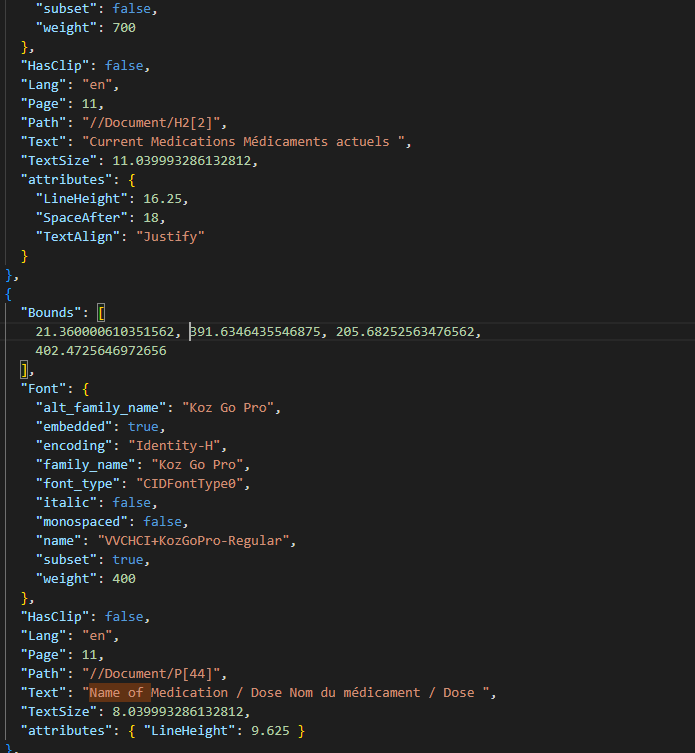 "subset": false,
"weight": 700
},
"HasClip": false,
"Lang": "en",
"Page": 11,
"Path": "//Document/H2[2]",
"Text": "Current Medications Médicaments actuels ",
"TextSize": 11.039993286132812,
"attributes": {
"LineHeight": 16.25,
"SpaceAfter": 18,
"TextAlign": "Justify"
}
},
{
"Bounds": [
21.360000610351562, 391.6346435546875, 205.68252563476562,
402.4725646972656
],
"Font": {
"alt_family_name": "Koz Go Pro",
"embedded": true,
"encoding": "Identity-H",
"family_name": "Koz Go Pro",
"font_type": "CIDFontType0",
"italic": false,
"monospaced": false,
"name": "VVCHCI+KozGoPro-Regular",
"subset": true,
"weight": 400
},
"HasClip": false,
"Lang": "en",
"Page": 11,
"Path": "//Document/P[44]",
"Text": "Name of Medication / Dose Nom du médicament / Dose ",
"TextSize": 8.039993286132812,
"attributes": { "LineHeight": 9.625 }
},